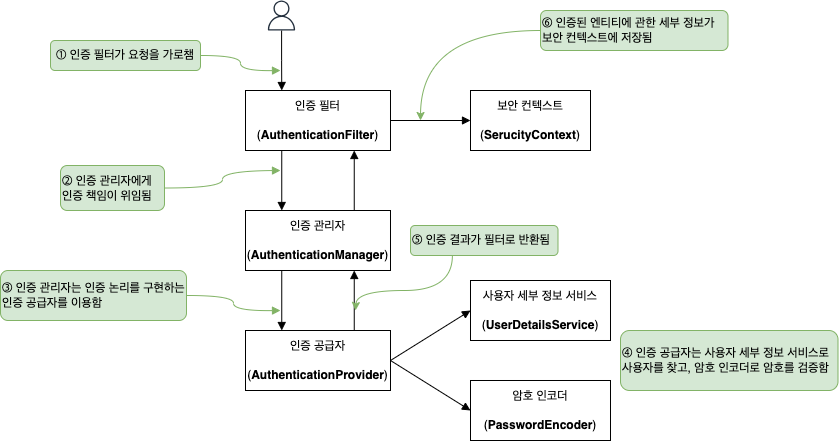 ⑥ 인증된 엔티티에 관한 세부 정보가
보안 컨텍스트에 저장됨
① 인증 필터가 요청을 가로챔
인증 필터
(AuthenticationFilter)
보안 컨텍스트
(SerucityContext)
② 인증 관리자에게
인증 책임이 위임됨
인증 관리자
(AuthenticationManager)
⑤ 인증 결과가 필터로 반환됨
③ 인증 관리자는 인증 논리를 구현하는
인증 공급자를 이용함
사용자 세부 정보 서비스
(UserDetailsService)
인증 공급자
(AuthenticationProvider)
④ 인증 공급자는 사용자 세부 정보 서비스로
사용자를 찾고, 암호 인코더로 암호를 검증함
암호 인코더
(PasswordEncoder)